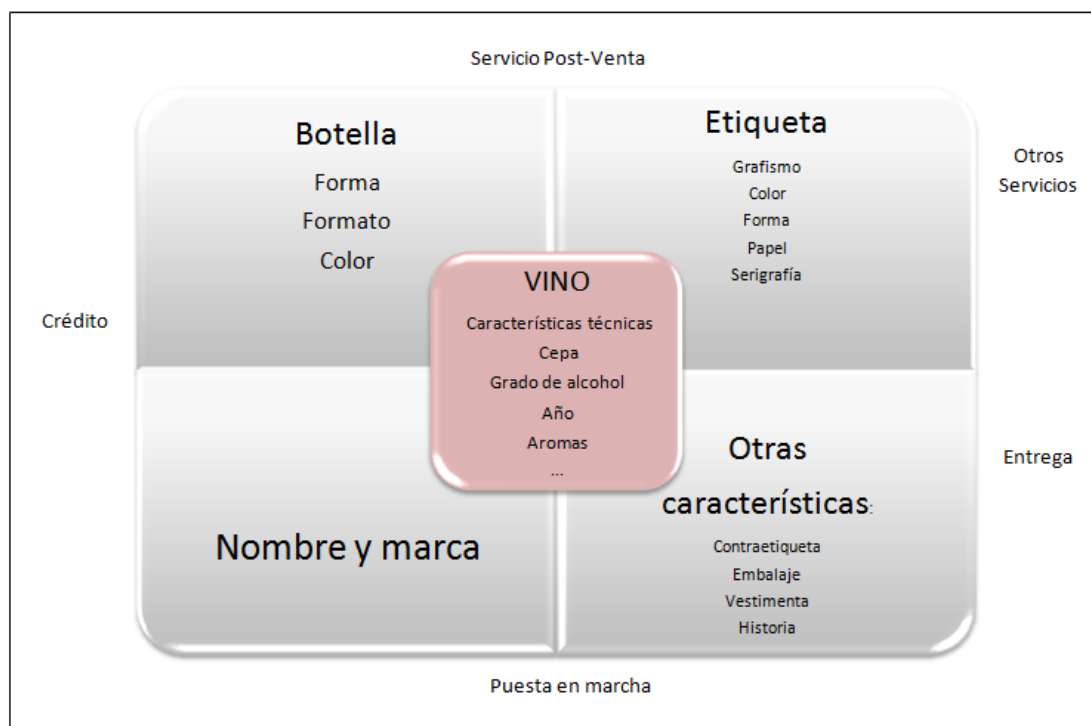 Servicio Post-Venta
Botella
Forma
Formato
Color
Etiqueta
Grafismo
Color
Forma
Papel
Serigrafía
Otros
Servicios
Crédito
VINO
Características técnicas
Cepa
Grado de alcohol
Año
Aromas
...
Nombre y marca
Otras
características:
Contraetiqueta
Embalaje
Vestimenta
Historia
Entrega
Puesta en marcha